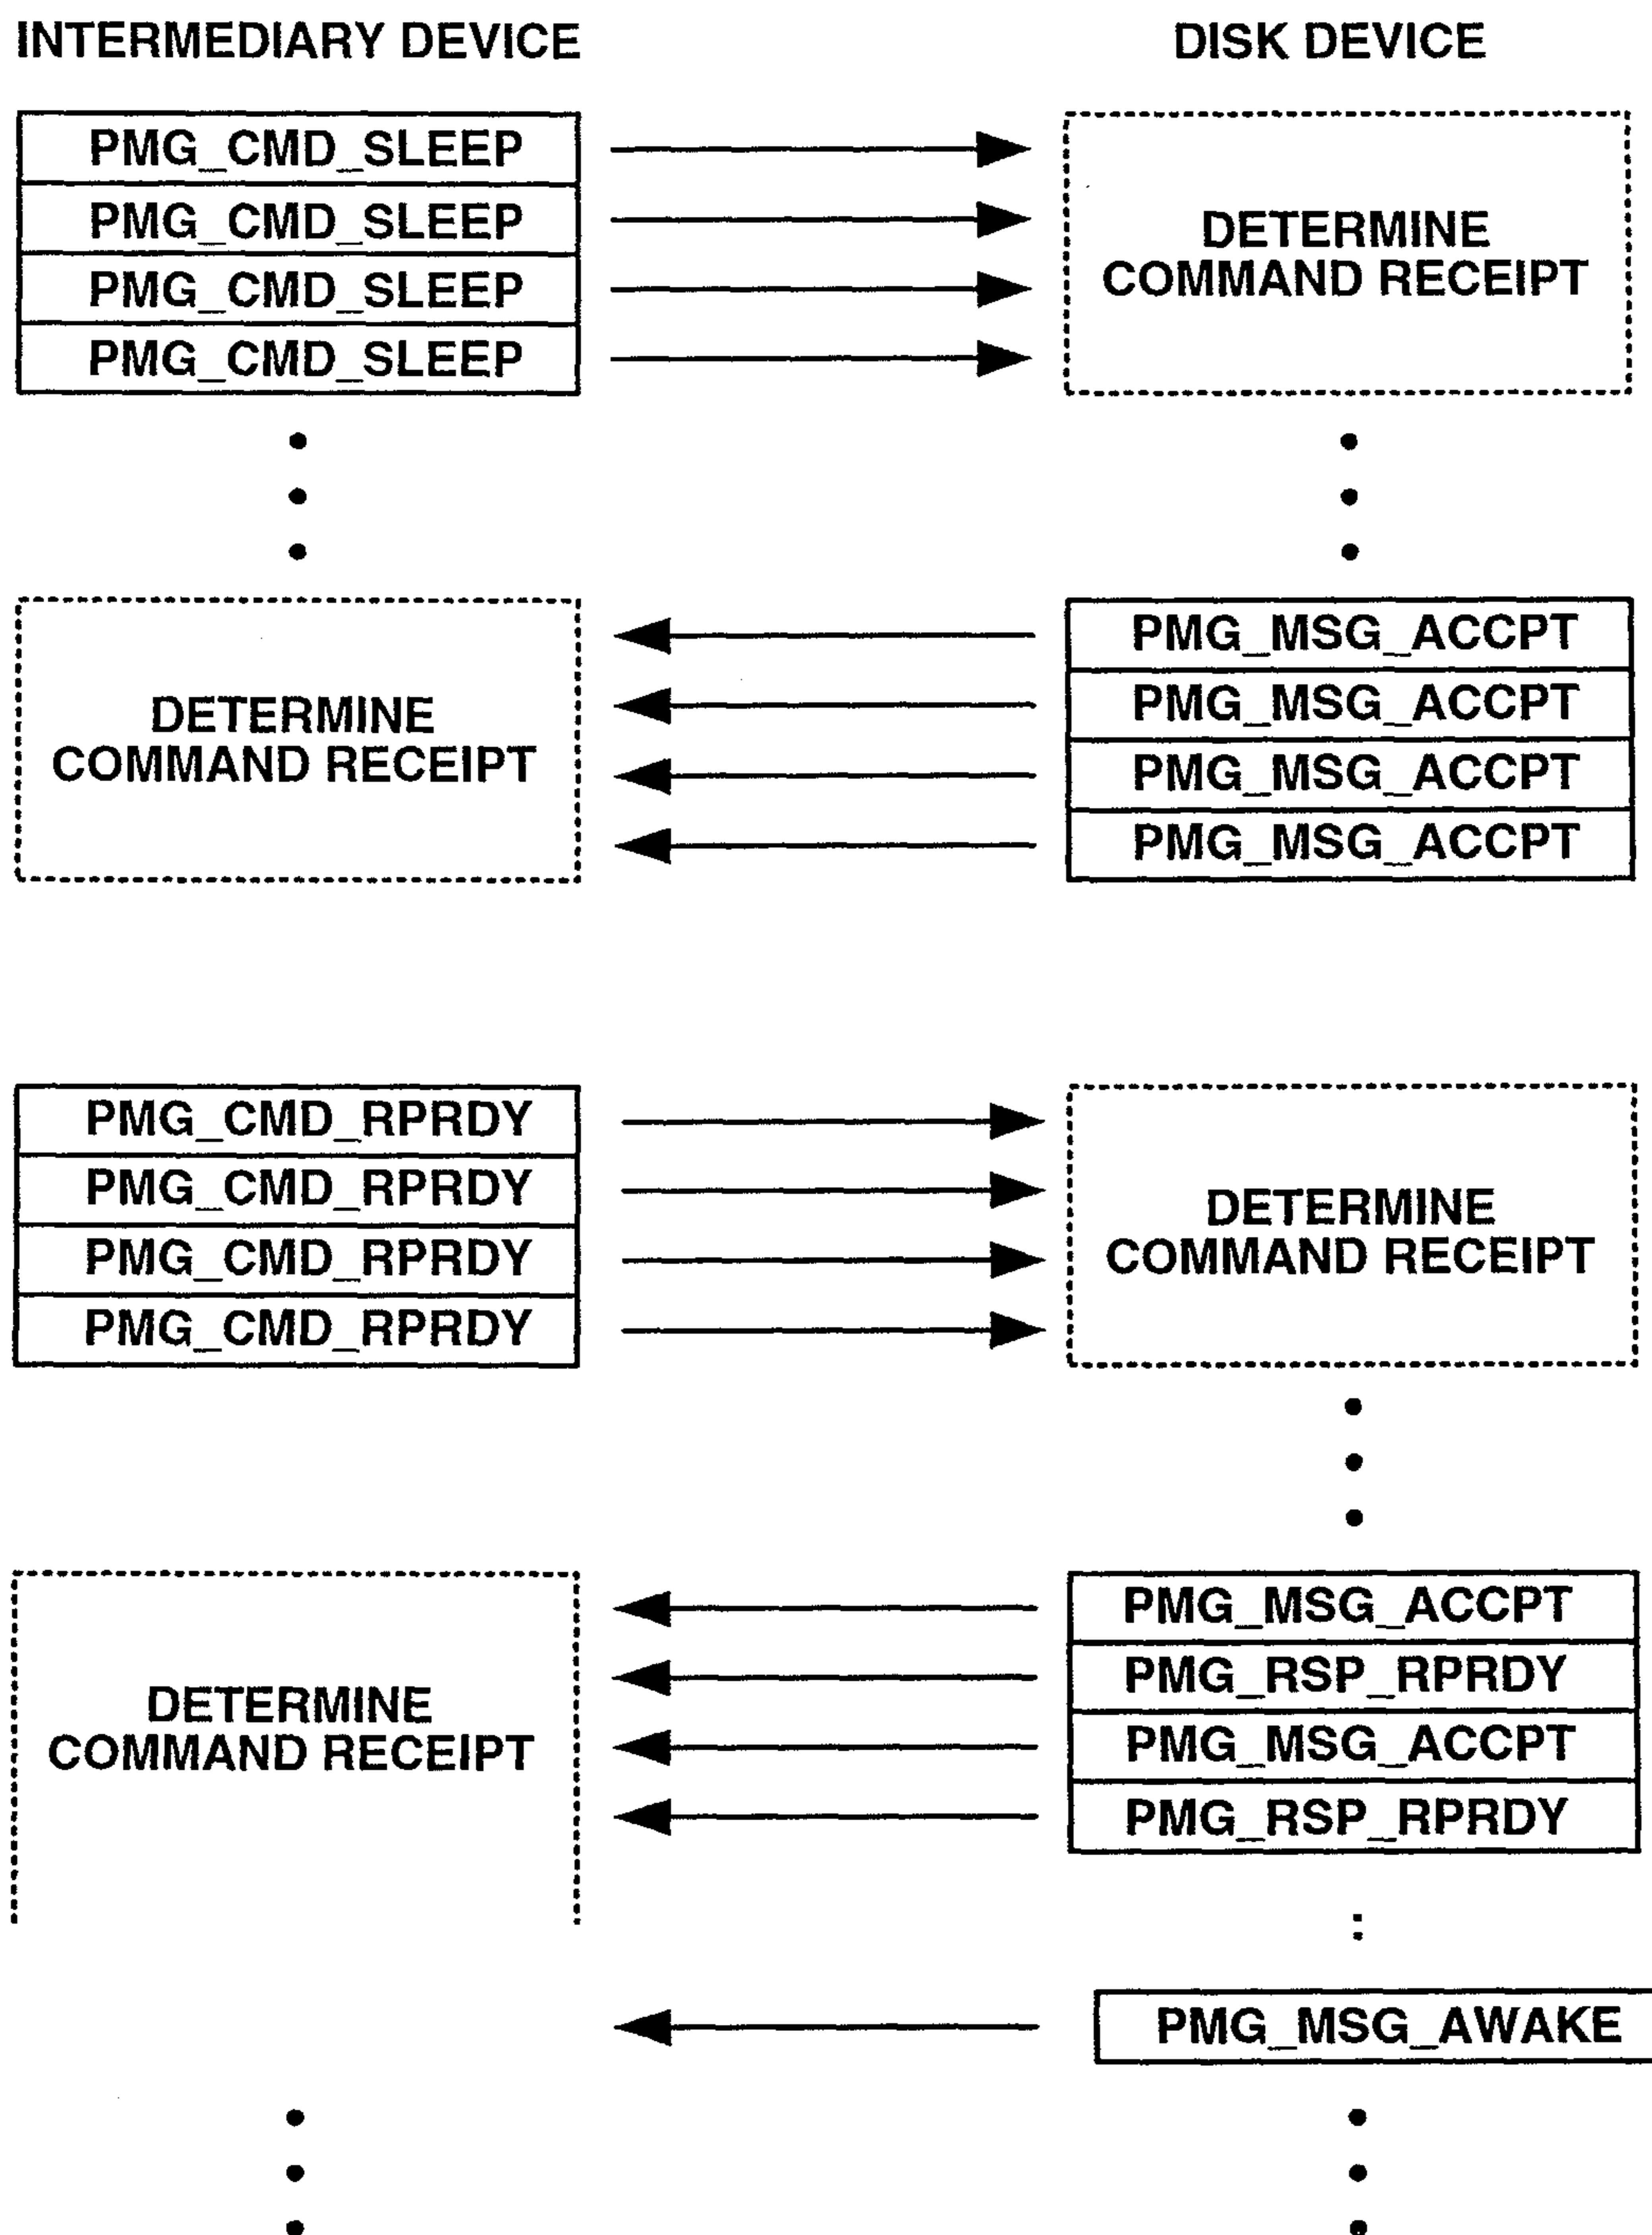 INTERMEDIARY DEVICE
DISK DEVICE
PMG_CMD_SLEEP
PMG_CMD_SLEEP
PMG_CMD_SLEEP
PMG_CMD_SLEEP
DETERMINE
COMMAND RECEIPT
DETERMINE
COMMAND RECEIPT
PMG_MSG_ACCPT
PMG_MSG_ACCPT
PMG_MSG_ACCPT
PMG_MSG_ACCPT
PMG_CMD_RPRDY
PMG_CMD_RPRDY
PMG_CMD_RPRDY
PMG_CMD_RPRDY
DETERMINE
COMMAND RECEIPT
DETERMINE
COMMAND RECEIPT
PMG_MSG_ACCPT
PMG_RSP_RPRDY
PMG_MSG_ACCPT
PMG_RSP_RPRDY
PMG_MSG_AWAKE